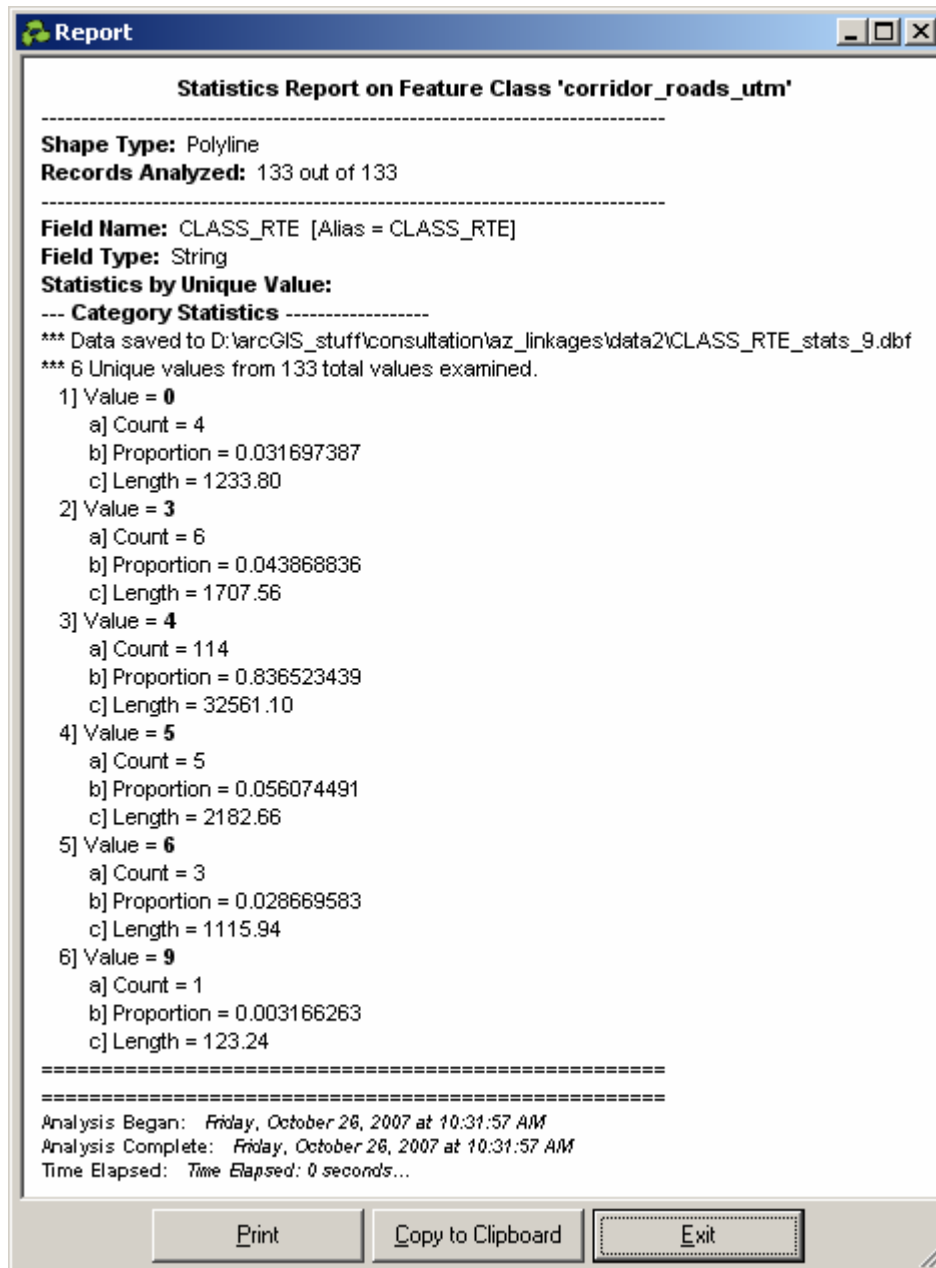 Report
Statistics Report on Feature Class 'corridor_roads_utm'
------------------------------------------------------------------------------
Shape Type: Polyline
Records Analyzed: 133 out of 133
------------------------------------------------------------------------------
Field Name: CLASS_RTE [Alias = CLASS_RTE]
Field Type: String
Statistics by Unique Value:
--- Category Statistics ------------------
*** Data saved to D:\arcGIS_stuff\consultation\az_linkages\data2\CLASS_RTE_stats_9.dbf
*** 6 Unique values from 133 total values examined.
1] Value = 0
a] Count = 4
b] Proportion = 0.031697387
c] Length = 1233.80
2] Value = 3
a] Count = 6
b] Proportion = 0.043868836
c] Length = 1707.56
3] Value = 4
a] Count = 114
b] Proportion = 0.836523439
c] Length = 32561.10
4] Value = 5
a] Count = 5
b] Proportion = 0.056074491
c] Length = 2182.66
5] Value = 6
a] Count = 3
b] Proportion = 0.028669583
c] Length = 1115.94
6] Value = 9
a] Count = 1
b] Proportion = 0.003166263
c] Length = 123.24
====================================================
====================================================
Analysis Began: Friday, October 26, 2007 at 10:31:57 AM
Analysis Complete: Friday, October 26, 2007 at 10:31:57 AM
Time Elapsed: Time Elapsed: 0 seconds...
Print Copy to Clipboard Exit